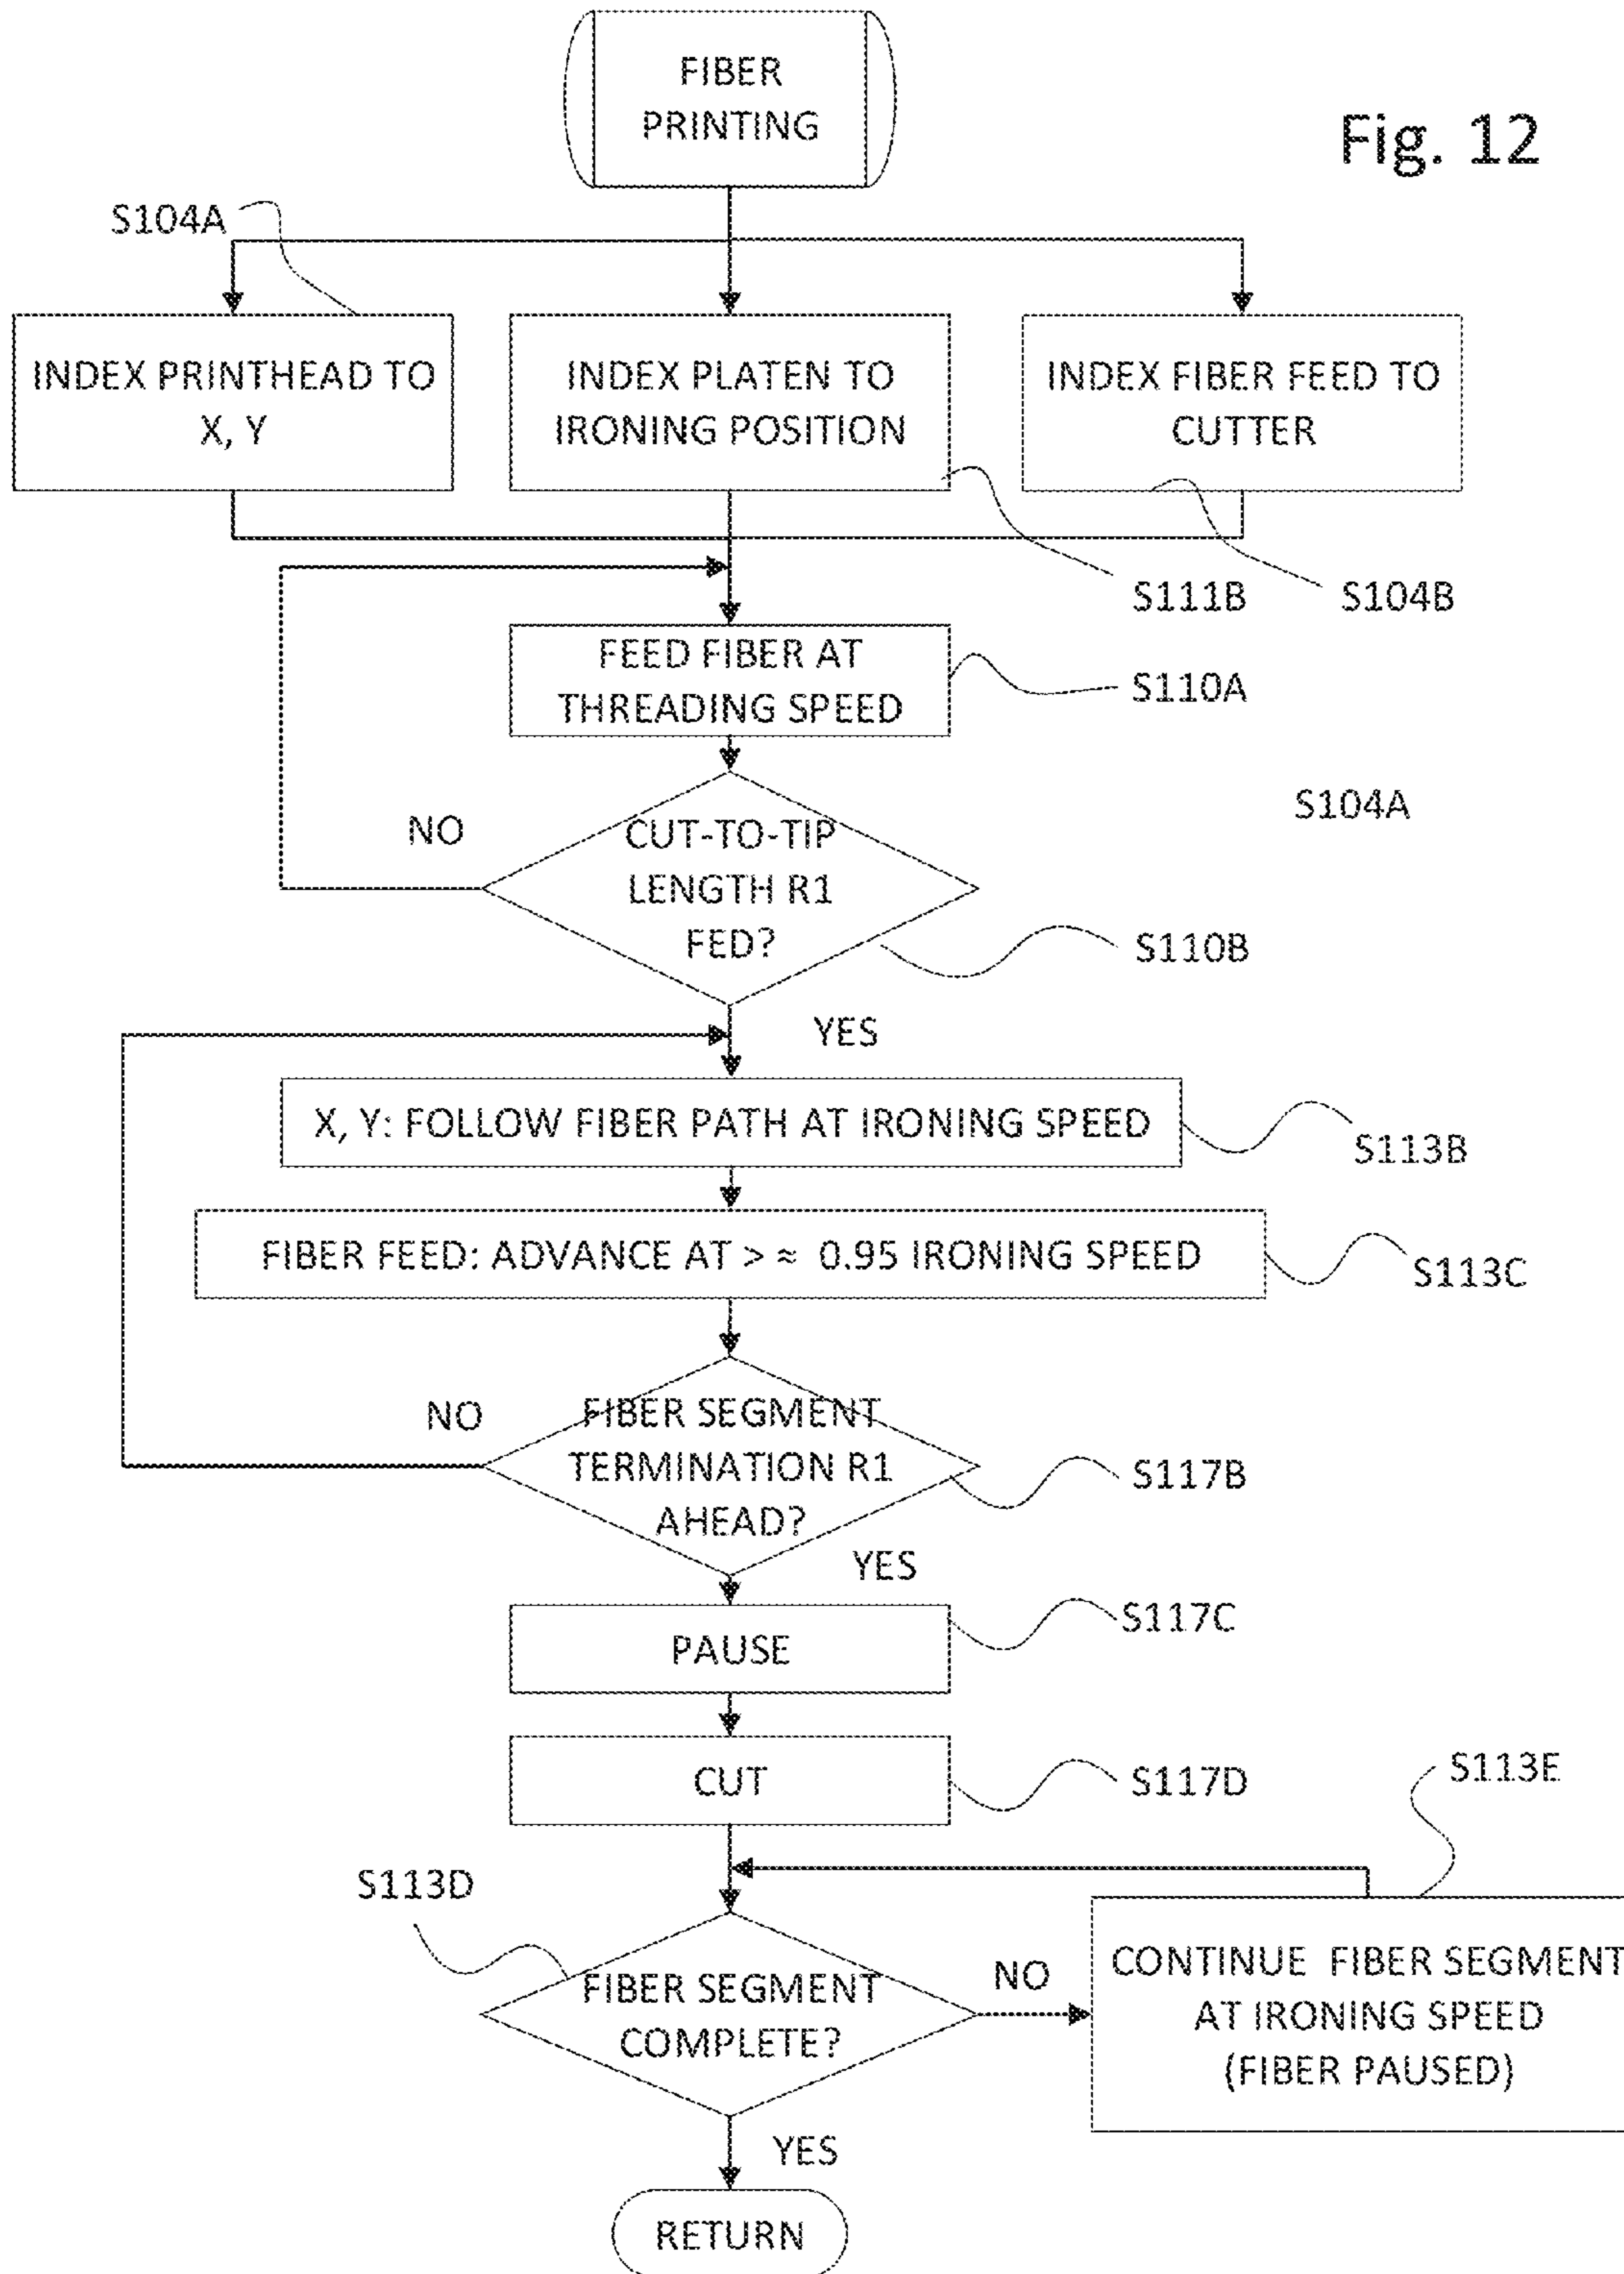 FIBER
PRINTING
Fig. 12
S104A
INDEX PRINTHEAD TO
X, Y
INDEX PLATEN TO
IRONING POSITION
INDEX FIBER FEED TO
CUTTER
S111B
S104B
FEED FIBER AT
THREADING SPEED
S110A
S104A
NO
CUT-TO-TIP
LENGTH R1
FED?
S110B
YES
X, Y: FOLLOW FIBER PATH AT IRONING SPEED
S113B
FIBER FEED: ADVANCE AT > ≈ 0.95 IRONING SPEED
S113C
NO
FIBER SEGMENT
TERMINATION R1
AHEAD?
S117B
YES
PAUSE
S117C
CUT
S117D
S113E
S113D
FIBER SEGMENT
COMPLETE?
NO
CONTINUE FIBER SEGMENT
AT IRONING SPEED
(FIBER PAUSED)
YES
RETURN